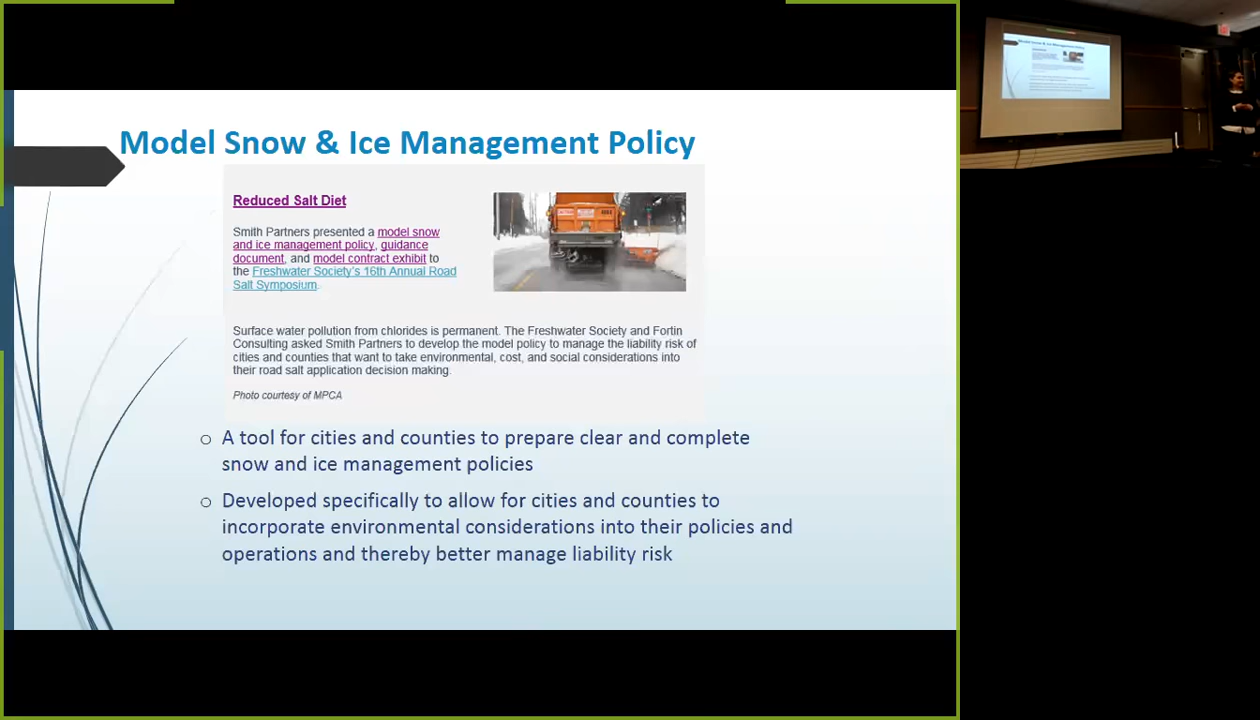 Model Snow & Ice Management Policy
Reduced Salt Diet
Smith Partners presented a model snow
and ice management policy, guidance
document, and model contract exhibit to
the Freshwater Society's 16th Annual Road
Salt Symposium.
Surface water pollution from chlorides is permanent. The Freshwater Society and Fortin
Consulting asked Smith Partners to develop the model policy to manage the liability risk of
cities and counties that want to take environmental, cost, and social considerations into
their road salt application decision making.
Photo courtesy of MPCA
o A tool for cities and counties to prepare clear and complete
snow and ice management policies
o Developed specifically to allow for cities and counties to
incorporate environmental considerations into their policies and
operations and thereby better manage liability risk
Model Snow & Ice Management Policy